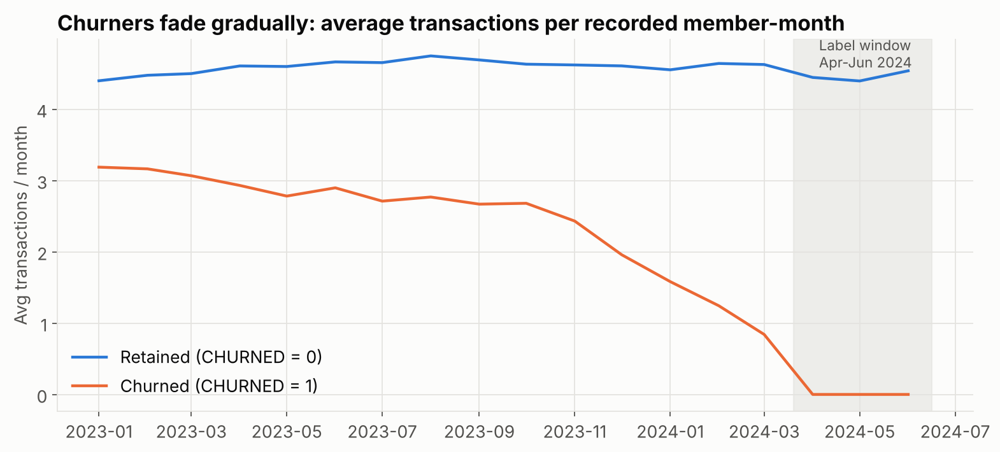 Churners fade gradually: average transactions per recorded member-month
Label window
Apr-Jun 2024
Avg transactions / month
4
3
2
1
0
Retained (CHURNED = 0)
Churned (CHURNED = 1)
2023-01 2023-03 2023-05 2023-07 2023-09 2023-11 2024-01 2024-03 2024-05 2024-07